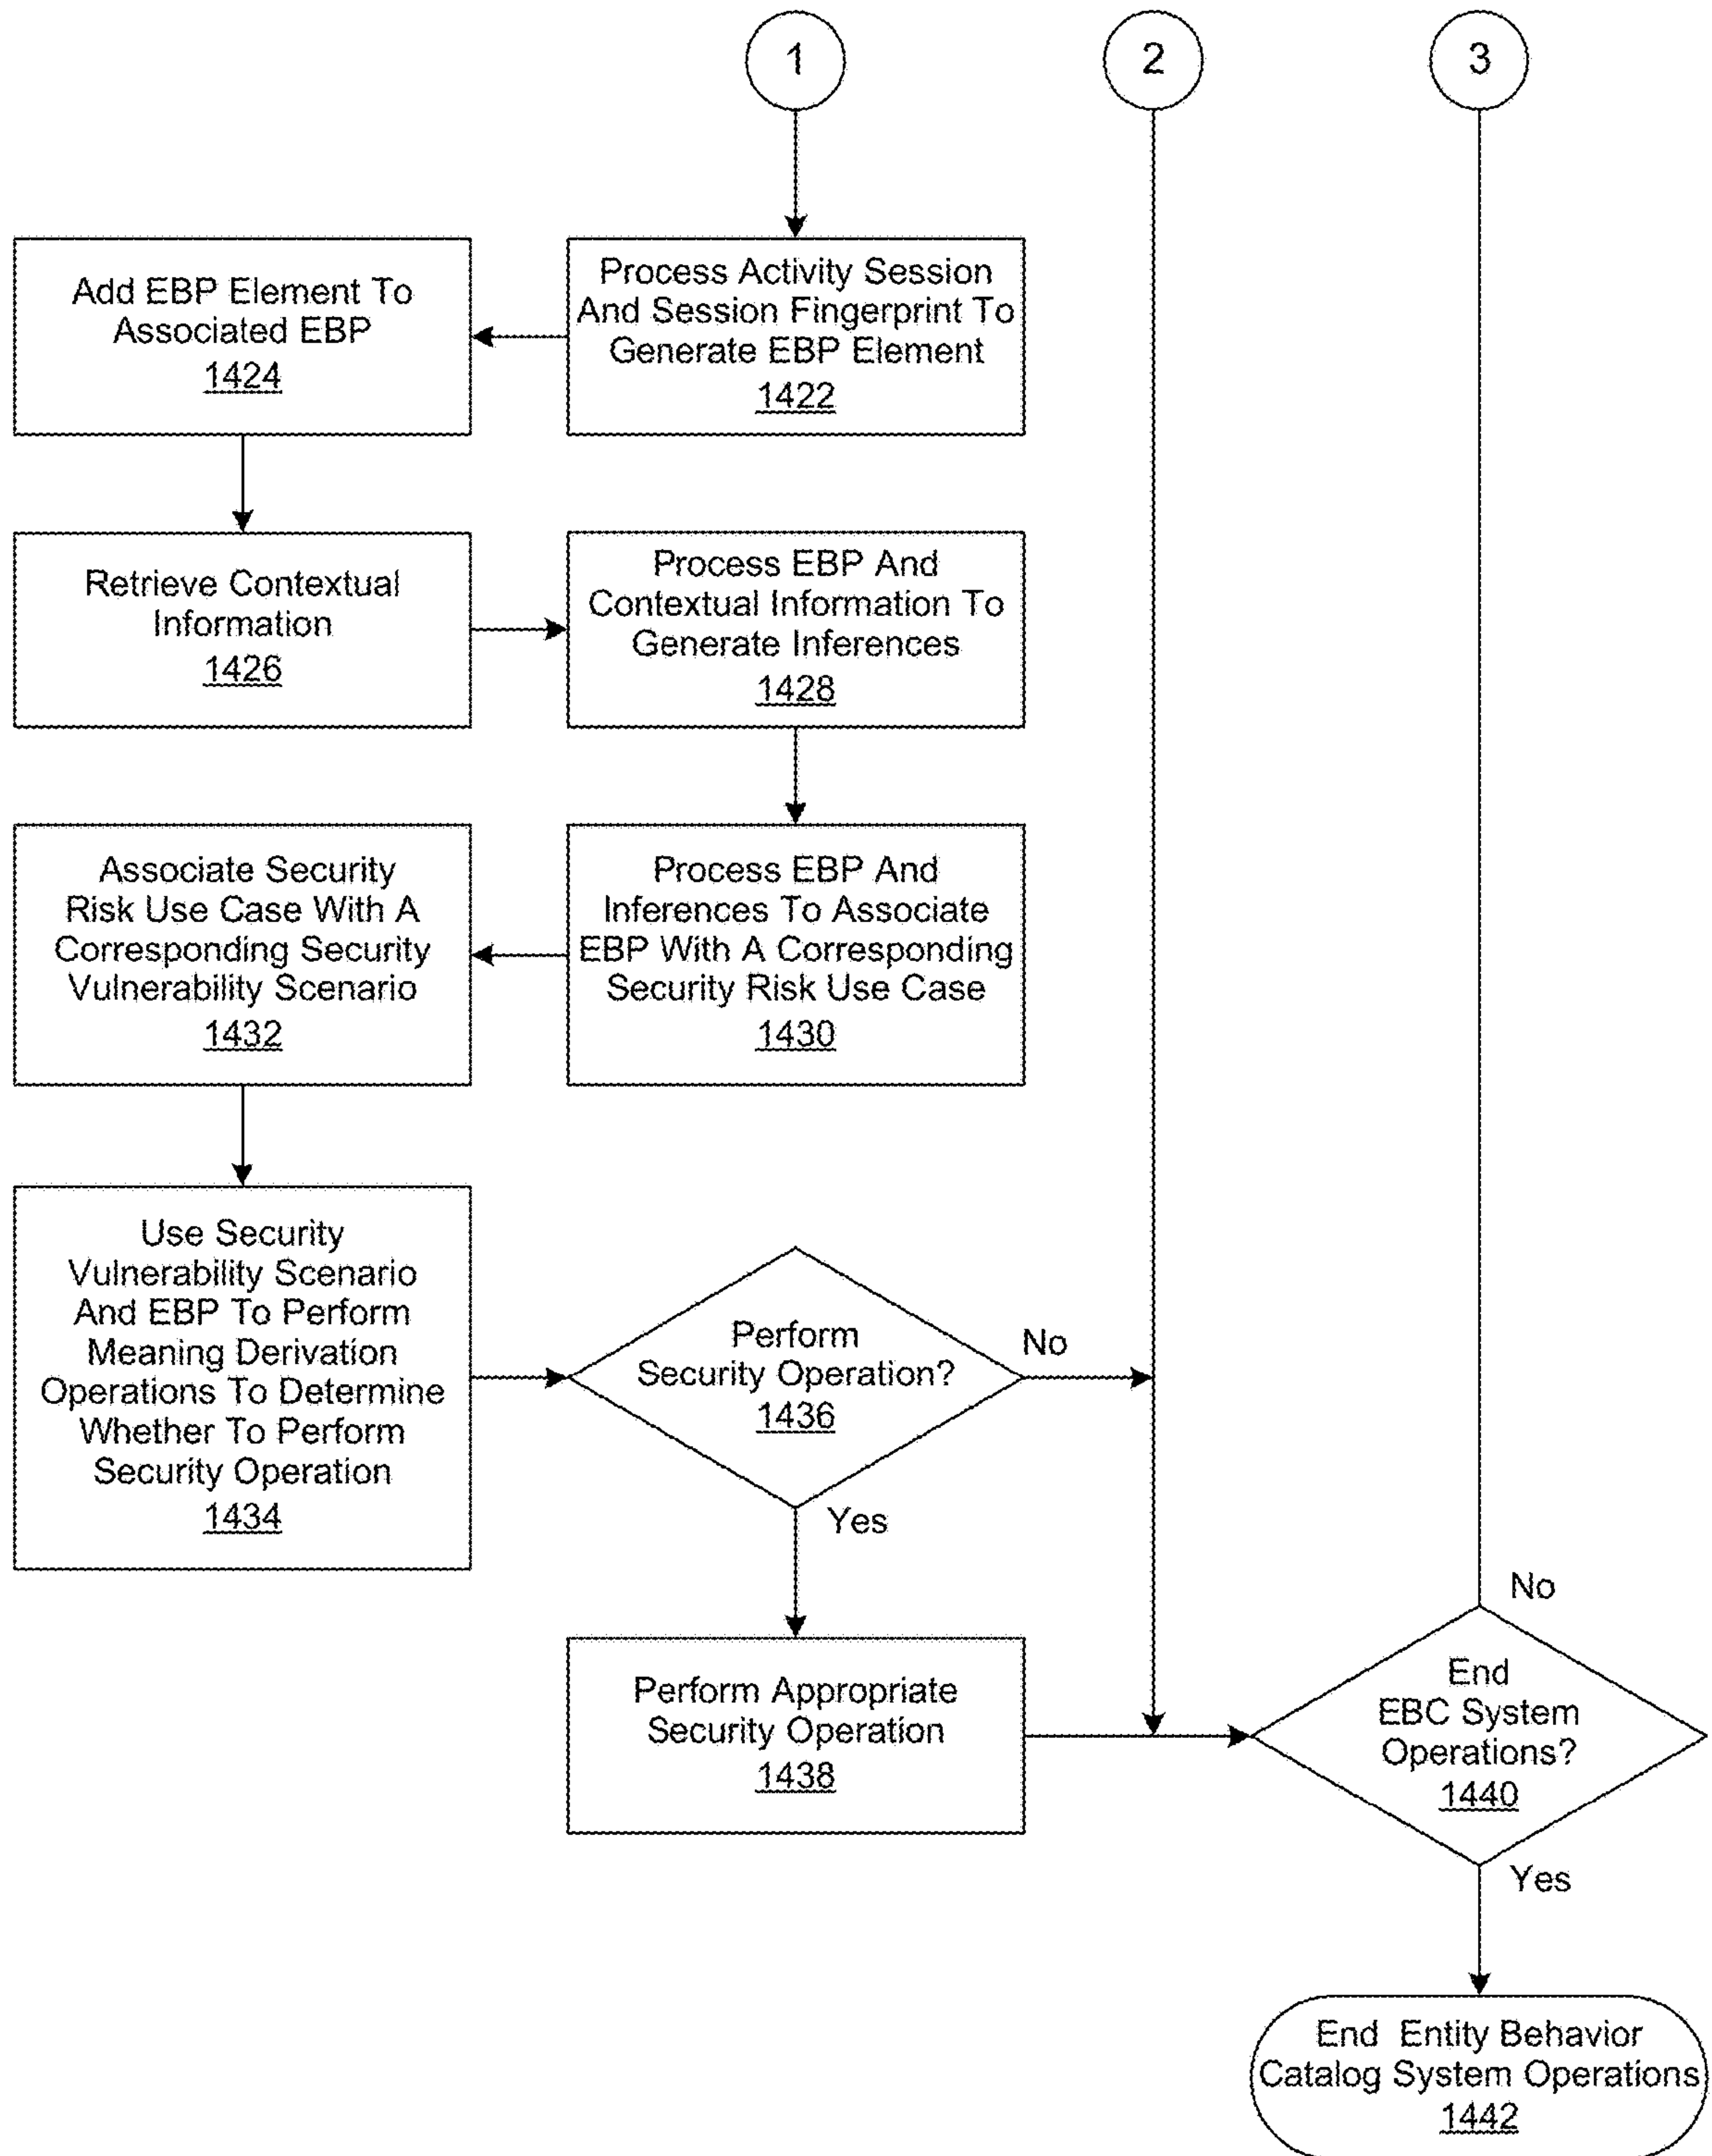 1
2
3
Process Activity Session
And Session Fingerprint To
Generate EBP Element
1422
Add EBP Element To
Associated EBP
1424
Retrieve Contextual
Information
1426
Process EBP And
Contextual Information To
Generate Inferences
1428
Process EBP And
Inferences To Associate
EBP With A Corresponding
Security Risk Use Case
1430
Associate Security
Risk Use Case With A
Corresponding Security
Vulnerability Scenario
1432
Use Security
Vulnerability Scenario
And EBP To Perform
Meaning Derivation
Operations To Determine
Whether To Perform
Security Operation
1434
Perform
Security Operation?
1436
No
Yes
Perform Appropriate
Security Operation
1438
No
End
EBC System
Operations?
1440
Yes
End Entity Behavior
Catalog System Operations
1442